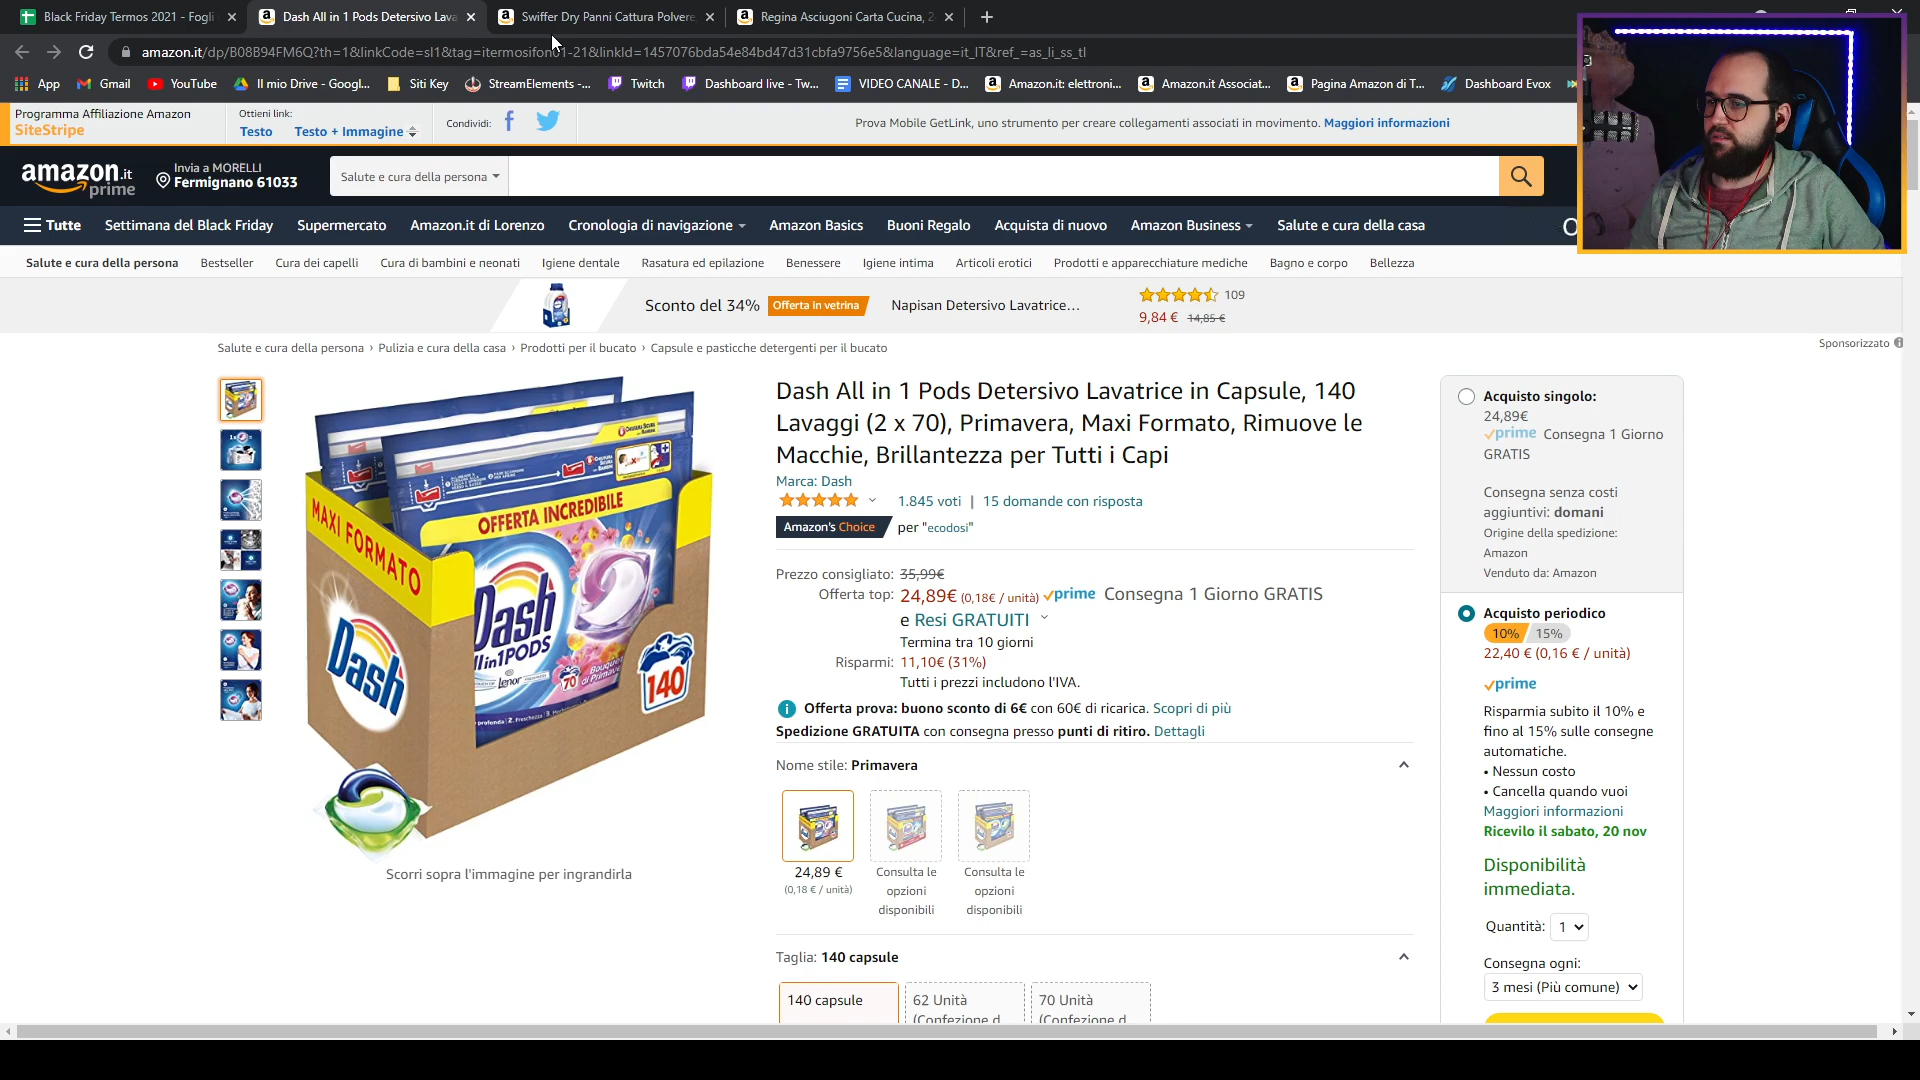 Black Friday Termos 2021 - Fogli
Dash All in 1 Pods Detersivo Lava
Swiffer Dry Panni Cattura Polvere,
Regina Asciugoni Carta Cucina, 2
amazon.it/dp/B08B94FM6Q?th=1&linkCode=sl1&tag=itermosifon01-21&linkId=1457076bda54e84bd47d31cbfa9756e5&language=it_IT&ref_=as_li_ss_tl
App
Gmail
YouTube
Il mio Drive - Googl...
Siti Key
StreamElements -...
Twitch
Dashboard live - Tw...
VIDEO CANALE - D...
Amazon.it: elettroni...
Amazon.it Associat...
Pagina Amazon di T...
Dashboard Evox
Programma Affiliazione Amazon
SiteStripe
Ottieni link:
Testo Testo + Immagine
Condividi:
Prova Mobile GetLink, uno strumento per creare collegamenti associati in movimento. Maggiori informazioni
amazon.it
prime
Invia a MORELLI
Fermignano 61033
Salute e cura della persona
Tutte
Settimana del Black Friday
Supermercato
Amazon.it di Lorenzo
Cronologia di navigazione
Amazon Basics
Buoni Regalo
Acquista di nuovo
Amazon Business
Salute e cura della casa
Salute e cura della persona
Bestseller
Cura dei capelli
Cura di bambini e neonati
Igiene dentale
Rasatura ed epilazione
Benessere
Igiene intima
Articoli erotici
Prodotti e apparecchiature mediche
Bagno e corpo
Bellezza
Sconto del 34% Offerta in vetrina Napisan Detersivo Lavatrice...
109
9,84 € 14,85 €
Salute e cura della persona › Pulizia e cura della casa › Prodotti per il bucato › Capsule e pasticche detergenti per il bucato
Sponsorizzato
MAXI FORMATO
OFFERTA INCREDIBILE
Dash
Dash
All in 1 PODS
Lenor
70
Bouquet
di Primavera
140
Scorri sopra l'immagine per ingrandirla
Dash All in 1 Pods Detersivo Lavatrice in Capsule, 140
Lavaggi (2 x 70), Primavera, Maxi Formato, Rimuove le
Macchie, Brillantezza per Tutti i Capi
Marca: Dash
1.845 voti | 15 domande con risposta
Amazon's Choice per "ecodosi"
Prezzo consigliato: 35,99€
Offerta top: 24,89€ (0,18€ / unità) prime Consegna 1 Giorno GRATIS
e Resi GRATUITI
Termina tra 10 giorni
Risparmi: 11,10€ (31%)
Tutti i prezzi includono l'IVA.
Offerta prova: buono sconto di 6€ con 60€ di ricarica. Scopri di più
Spedizione GRATUITA con consegna presso punti di ritiro. Dettagli
Nome stile: Primavera
24,89 €
(0,18 € / unità)
Consulta le
opzioni
disponibili
Consulta le
opzioni
disponibili
Taglia: 140 capsule
140 capsule
62 Unità
(Confezione d
70 Unità
(Confezione d
Acquisto singolo:
24,89€
prime Consegna 1 Giorno
GRATIS
Consegna senza costi
aggiuntivi: domani
Origine della spedizione:
Amazon
Venduto da: Amazon
Acquisto periodico
10% 15%
22,40 € (0,16 € / unità)
prime
Risparmia subito il 10% e
fino al 15% sulle consegne
automatiche.
• Nessun costo
• Cancella quando vuoi
Maggiori informazioni
Ricevilo il sabato, 20 nov
Disponibilità
immediata.
Quantità: 1
Consegna ogni:
3 mesi (Più comune)